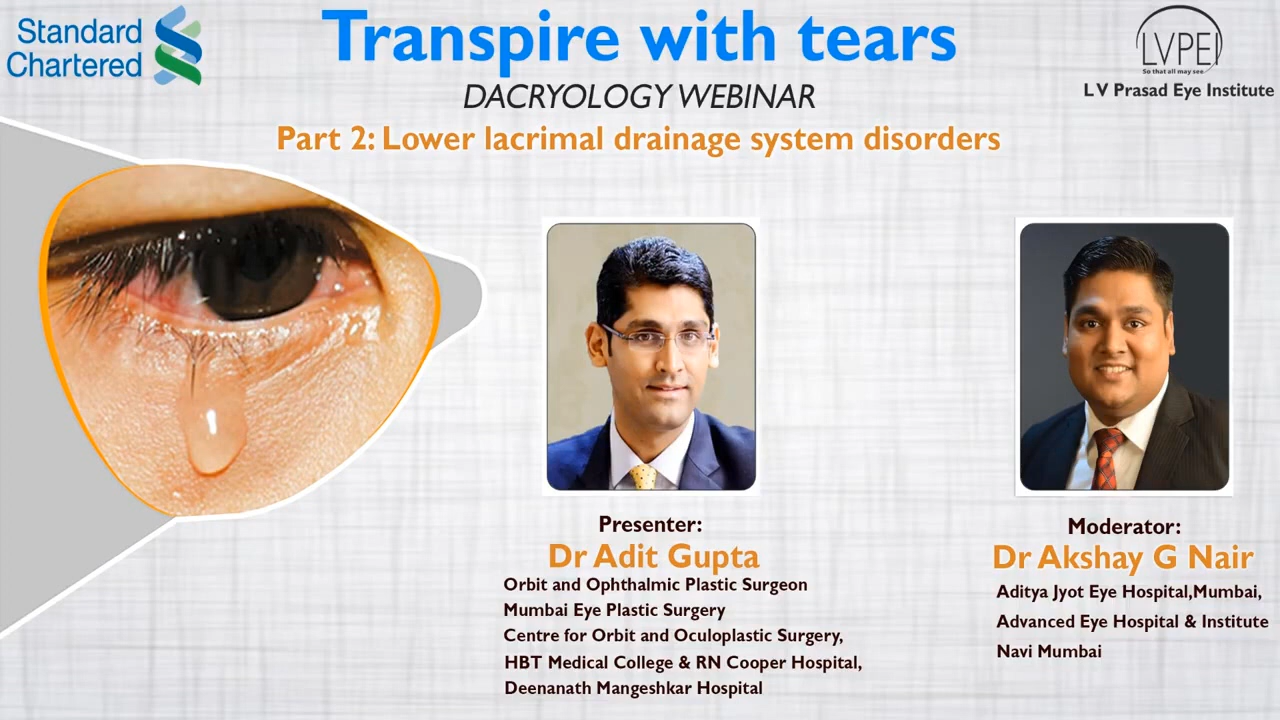 Standard
Chartered
Transpire with tears
DACRYOLOGY WEBINAR
Part 2: Lower lacrimal drainage system disorders
LVPEI
So that all may see
L V Prasad Eye Institute
Presenter:
Dr Adit Gupta
Orbit and Ophthalmic Plastic Surgeon
Mumbai Eye Plastic Surgery
Centre for Orbit and Oculoplastic Surgery,
HBT Medical College & RN Cooper Hospital,
Deenanath Mangeshkar Hospital
Moderator:
Dr Akshay G Nair
Aditya Jyot Eye Hospital,Mumbai,
Advanced Eye Hospital & Institute
Navi Mumbai